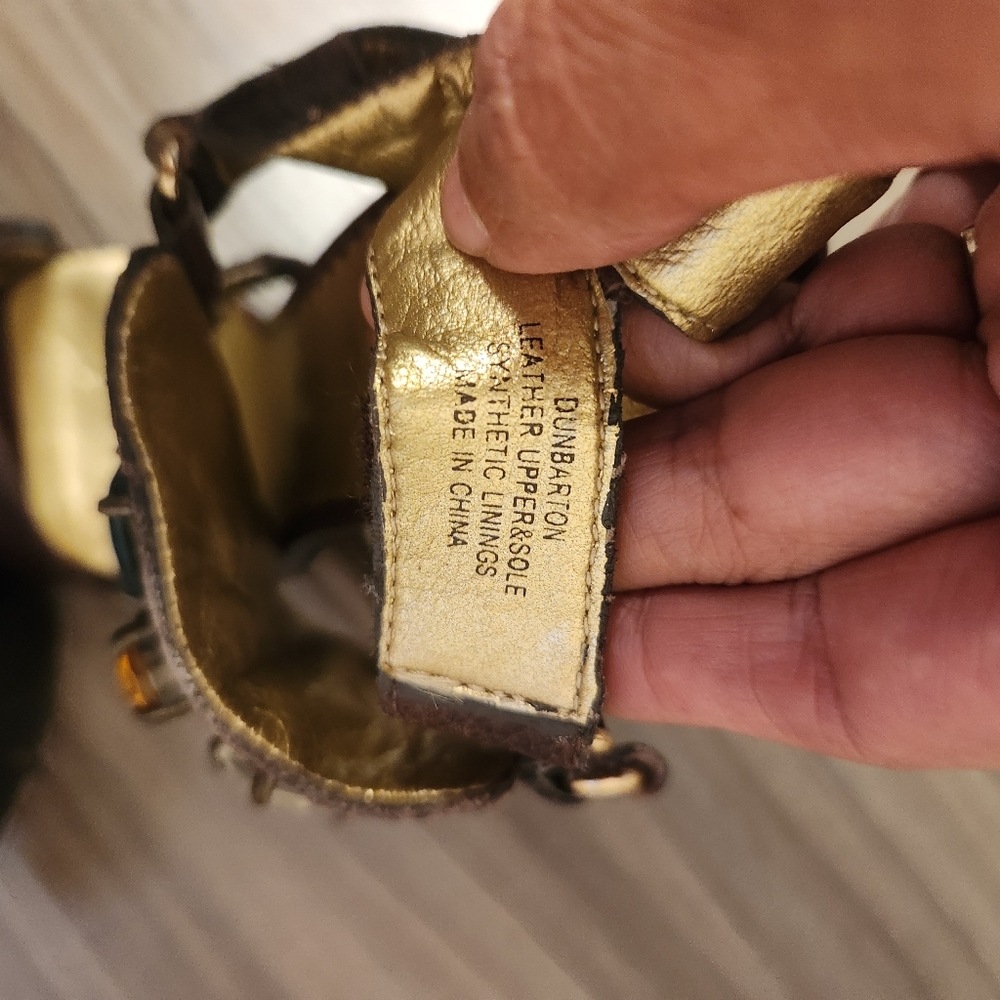 DUNBARTON
LEATHER UPPER&SOLE
SYNTHETIC LININGS
MADE IN CHINA